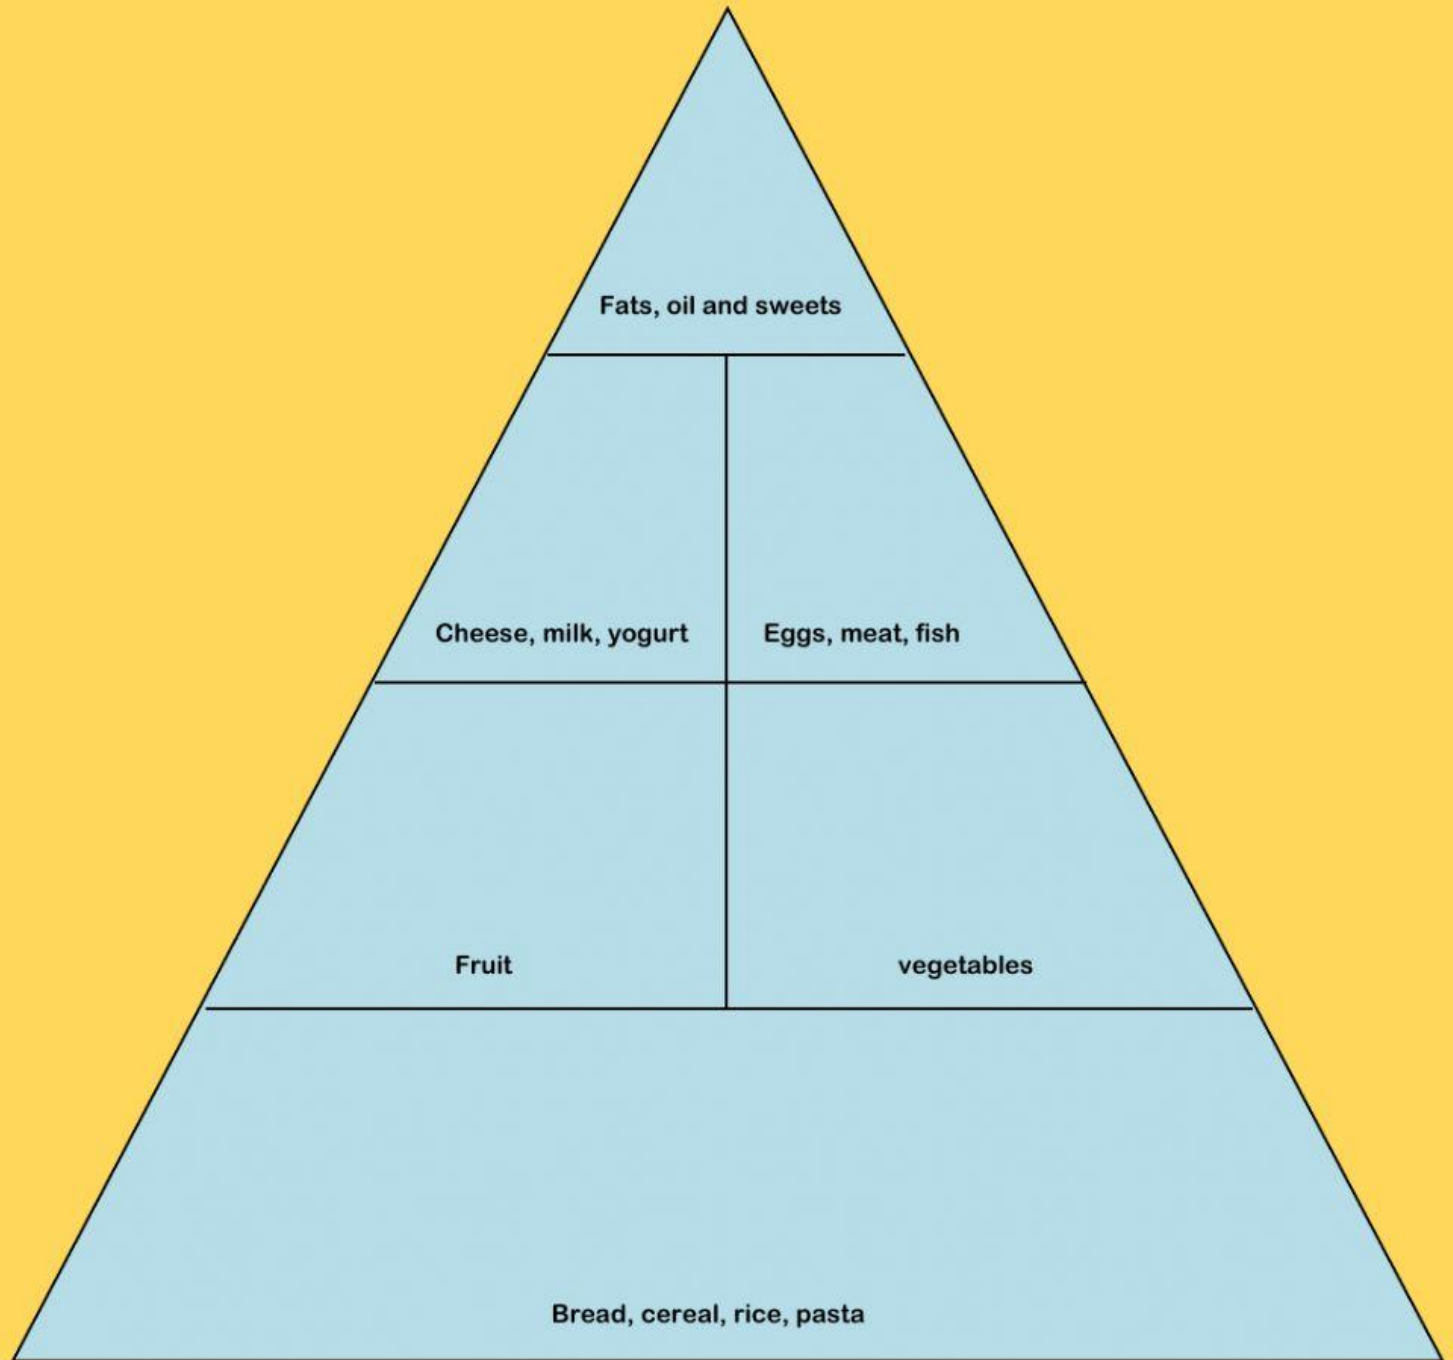 Fats, oil and sweets
Cheese, milk, yogurt
Eggs, meat, fish
Fruit
vegetables
Bread, cereal, rice, pasta